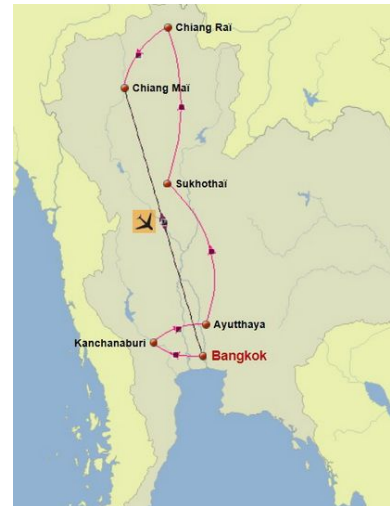 Chiang Raï
Chiang Maï
Sukhothaï
Ayutthaya
Kanchanaburi
Bangkok